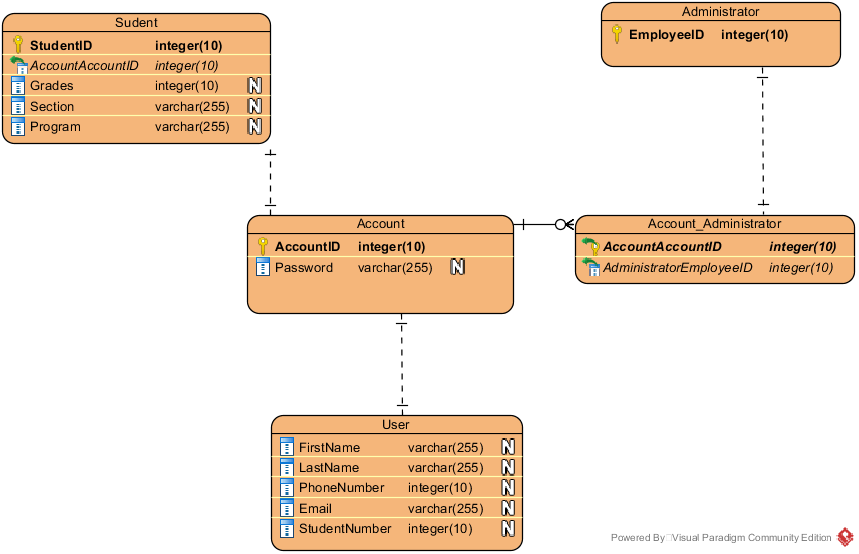 Sudent
StudentID integer(10)
AccountAccountID integer(10)
Grades integer(10) N
Section varchar(255) N
Program varchar(255) N
Administrator
EmployeeID integer(10)
Account
AccountID integer(10)
Password varchar(255) N
Account_Administrator
AccountAccountID integer(10)
AdministratorEmployeeID integer(10)
User
FirstName varchar(255) N
LastName varchar(255) N
PhoneNumber integer(10) N
Email varchar(255) N
StudentNumber integer(10) N
Powered By Visual Paradigm Community Edition